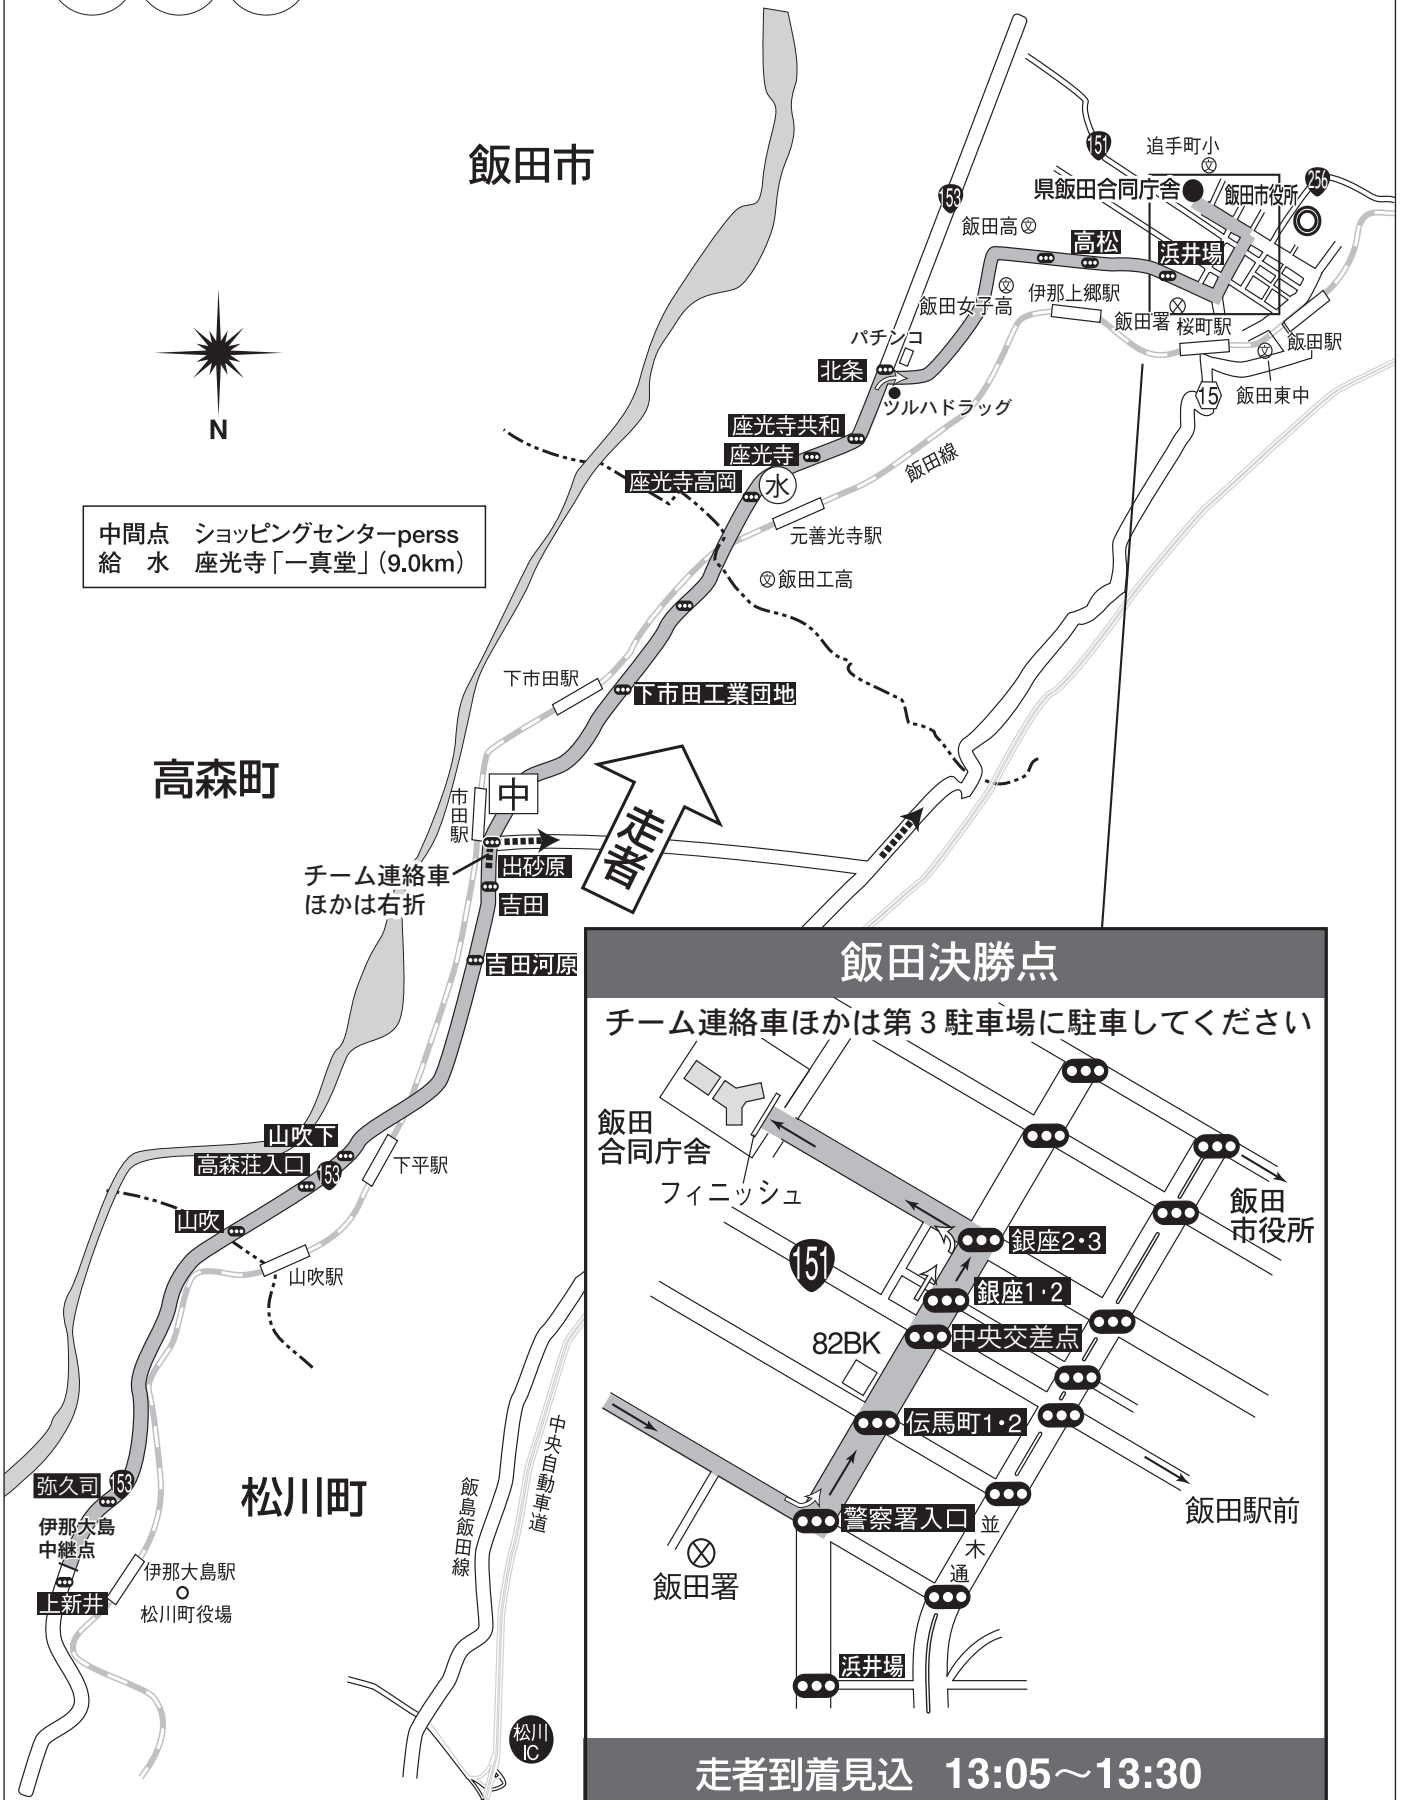 飯田市
151
追手町小
文
256
県飯田合同庁舎
飯田市役所
153
飯田高
文
高松
浜井場
飯田女子高
文
伊那上郷駅
飯田署
桜町駅
飯田駅
文
飯田東中
15
パチンコ
北条
ツルハドラッグ
座光寺共和
座光寺
座光寺高岡
水
飯田線
元善光寺駅
文飯田工高
N
中間点 ショッピングセンターperss
給 水 座光寺「一真堂」(9.0km)
下市田駅
下市田工業団地
高森町
中
市田駅
走者
チーム連絡車
ほかは右折
出砂原
吉田
吉田河原
山吹下
高森荘入口
153
下平駅
山吹
山吹駅
弥久司
153
松川町
伊那大島
中継点
伊那大島駅
松川町役場
上新井
飯島飯田線
中央自動車道
松川
IC
飯田決勝点
チーム連絡車ほかは第3駐車場に駐車してください
飯田
合同庁舎
フィニッシュ
飯田
市役所
銀座2・3
151
銀座1・2
中央交差点
82BK
伝馬町1・2
飯田駅前
警察署入口
並木通
飯田署
浜井場
走者到着見込 13:05〜13:30